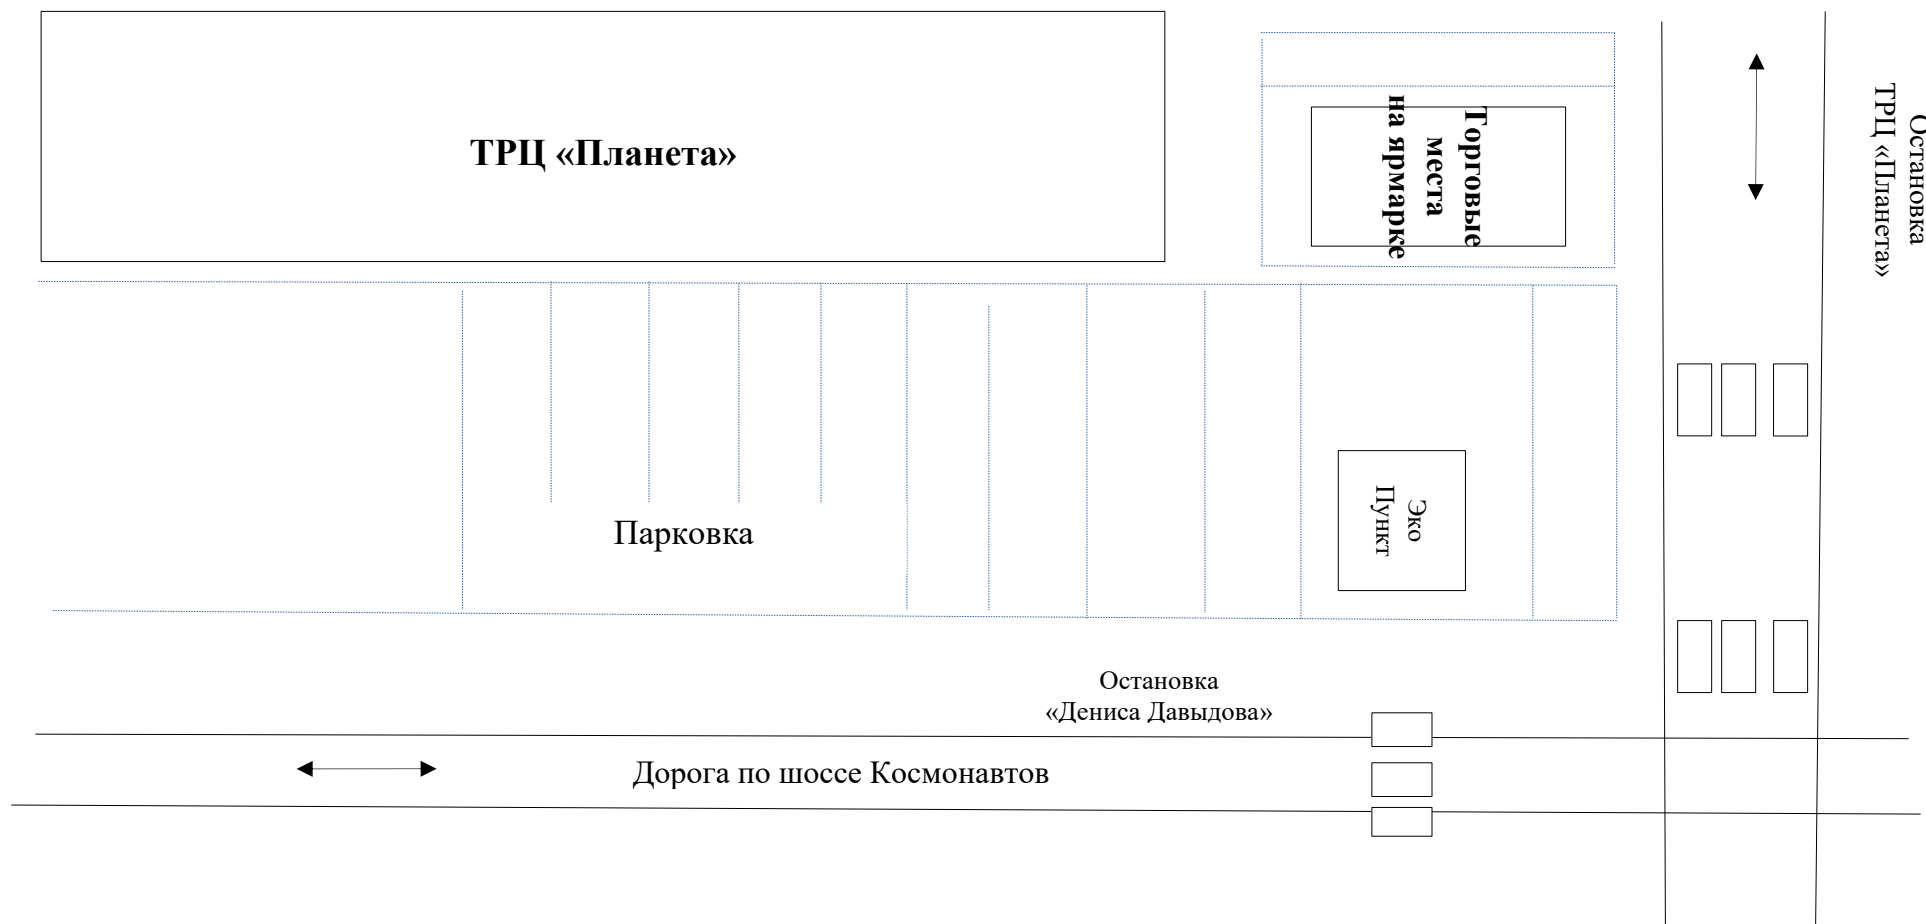 ТРЦ «Планета»
Торговые
места
на ярмарке
Остановка
ТРЦ «Планета»
Эко
Пункт
Парковка
Остановка
«Дениса Давыдова»
Дорога по шоссе Космонавтов